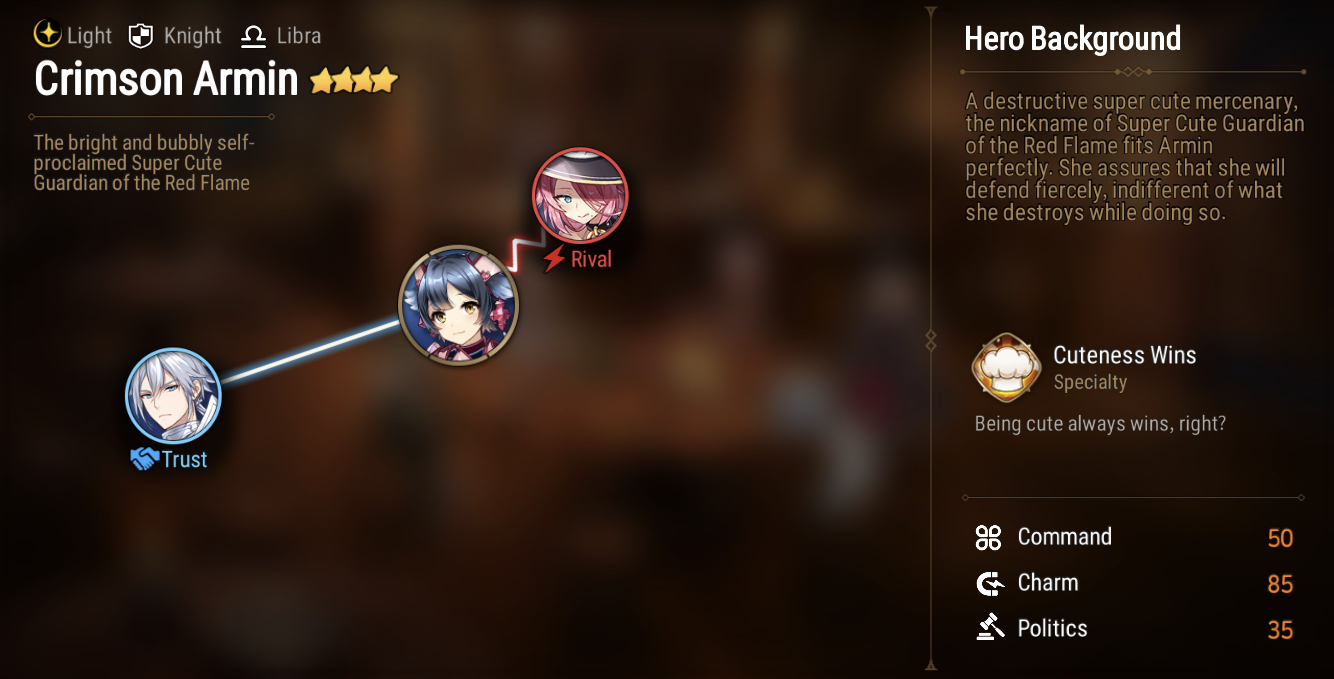 Light Knight Libra
Crimson Armin
The bright and bubbly self-
proclaimed Super Cute
Guardian of the Red Flame
Rival
Trust
Hero Background
A destructive super cute mercenary,
the nickname of Super Cute Guardian
of the Red Flame fits Armin
perfectly. She assures that she will
defend fiercely, indifferent of what
she destroys while doing so.
Cuteness Wins
Specialty
Being cute always wins, right?
Command 50
Charm 85
Politics 35